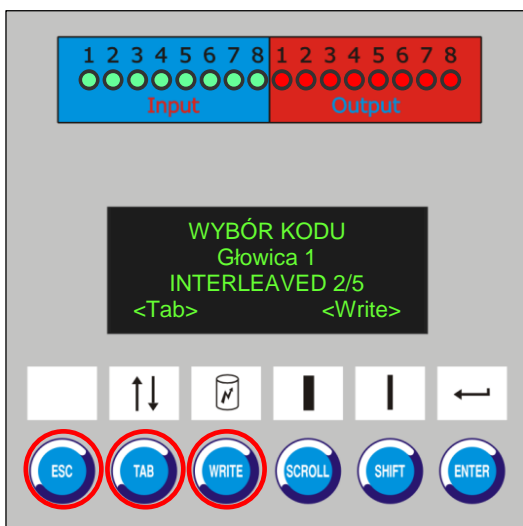 1 2 3 4 5 6 7 8 1 2 3 4 5 6 7 8
Input Output
WYBÓR KODU
Głowica 1
INTERLEAVED 2/5
<Tab> <Write>
ESC TAB WRITE SCROLL SHIFT ENTER